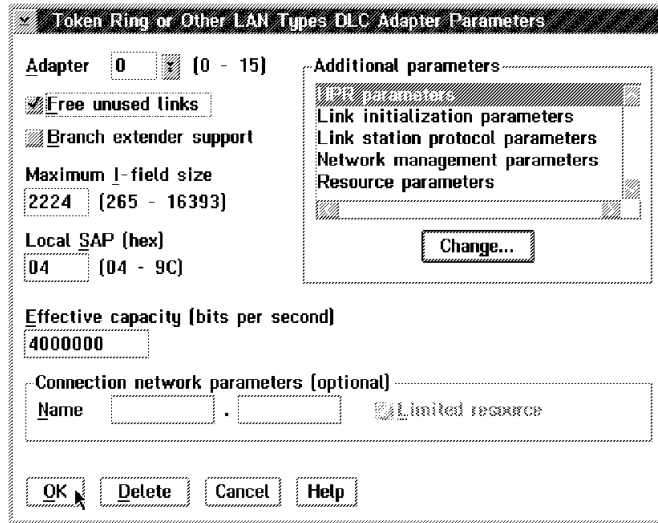 Token Ring or Other LAN Types DLC Adapter Parameters
Adapter 0 (0 - 15)
Free unused links
Branch extender support
Maximum I-field size
2224 (265 - 16393)
Local SAP (hex)
04 (04 - 9C)
Additional parameters
HPR parameters
Link initialization parameters
Link station protocol parameters
Network management parameters
Resource parameters
Change...
Effective capacity (bits per second)
4000000
Connection network parameters (optional)
Name . Limited resource
OK Delete Cancel Help